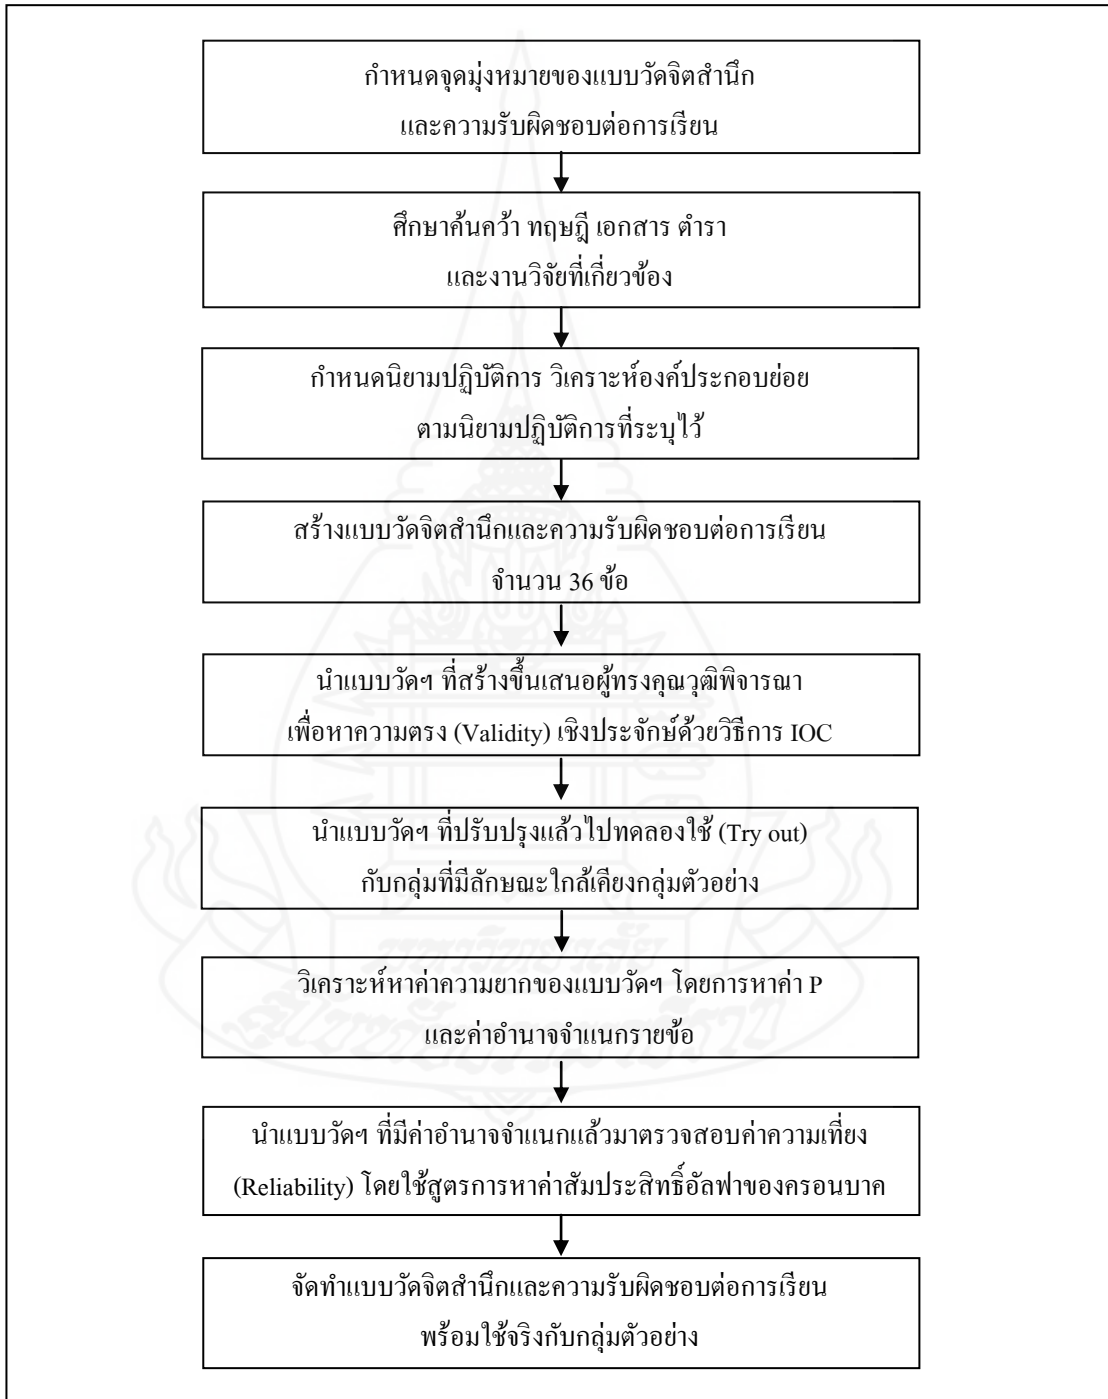 กำหนดจุดมุ่งหมายของแบบวัดจิตสำนึก
และความรับผิดชอบต่อการเรียน
ศึกษาค้นคว้า ทฤษฎี เอกสาร ตำรา
และงานวิจัยที่เกี่ยวข้อง
กำหนดนิยามปฏิบัติการ วิเคราะห์องค์ประกอบย่อย
ตามนิยามปฏิบัติการที่ระบุไว้
สร้างแบบวัดจิตสำนึกและความรับผิดชอบต่อการเรียน
จำนวน 36 ข้อ
นำแบบวัดฯ ที่สร้างขึ้นเสนอผู้ทรงคุณวุฒิพิจารณา
เพื่อหาความตรง (Validity) เชิงประจักษ์ด้วยวิธีการ IOC
นำแบบวัดฯ ที่ปรับปรุงแล้วไปทดลองใช้ (Try out)
กับกลุ่มที่มีลักษณะใกล้เคียงกลุ่มตัวอย่าง
วิเคราะห์หาค่าความยากของแบบวัดฯ โดยการหาค่า P
และค่าอำนาจจำแนกรายข้อ
นำแบบวัดฯ ที่มีค่าอำนาจจำแนกแล้วมาตรวจสอบค่าความเที่ยง
(Reliability) โดยใช้สูตรการหาค่าสัมประสิทธิ์อัลฟาของครอนบาค
จัดทำแบบวัดจิตสำนึกและความรับผิดชอบต่อการเรียน
พร้อมใช้จริงกับกลุ่มตัวอย่าง
มหาวิทยาลัย
สุโขทัยธรรมาธิราช